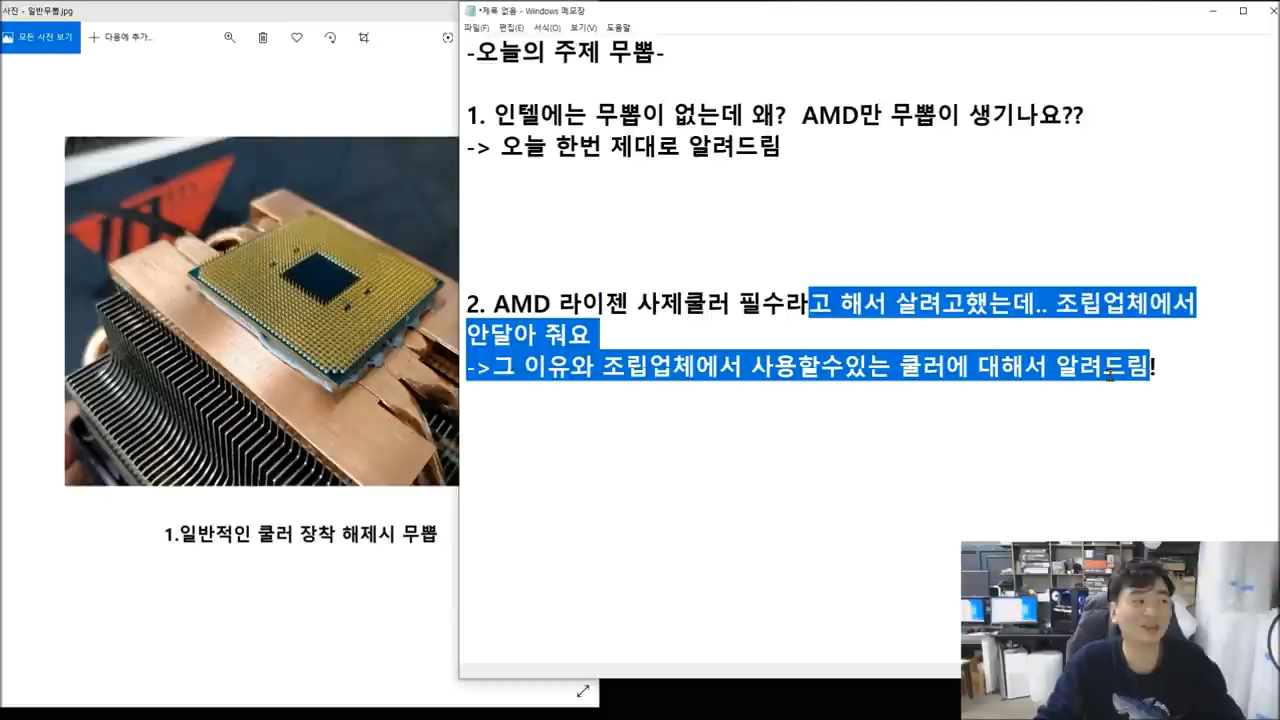 사진 - 일반무뽑.jpg
모든 사진 보기
다음에 추가...
1.일반적인 쿨러 장착 해제시 무뽑
*제목 없음 - Windows 메모장
파일(F) 편집(E) 서식(O) 보기(V) 도움말
-오늘의 주제 무뽑-
1. 인텔에는 무뽑이 없는데 왜? AMD만 무뽑이 생기나요??
-> 오늘 한번 제대로 알려드림
2. AMD 라이젠 사제쿨러 필수라고 해서 살려고했는데.. 조립업체에서
안달아 줘요
->그 이유와 조립업체에서 사용할수있는 쿨러에 대해서 알려드림!